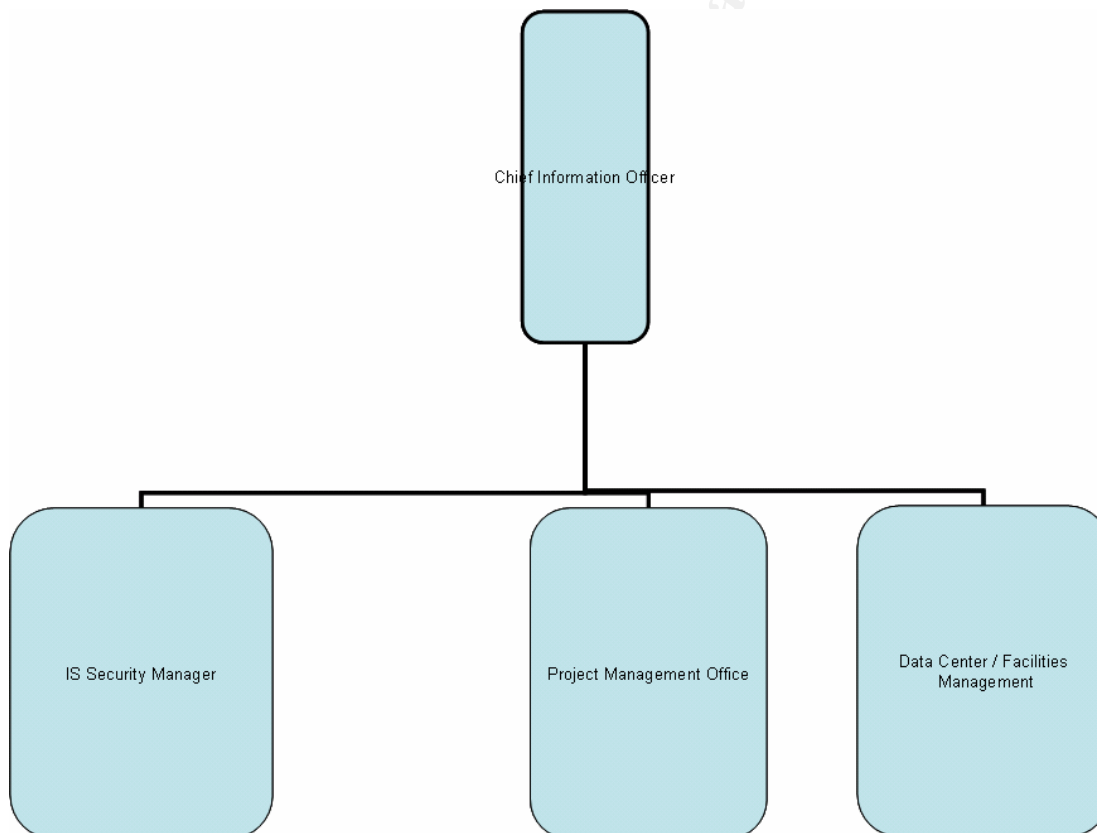 Chief Information Officer
IS Security Manager
Project Management Office
Data Center / Facilities
Management